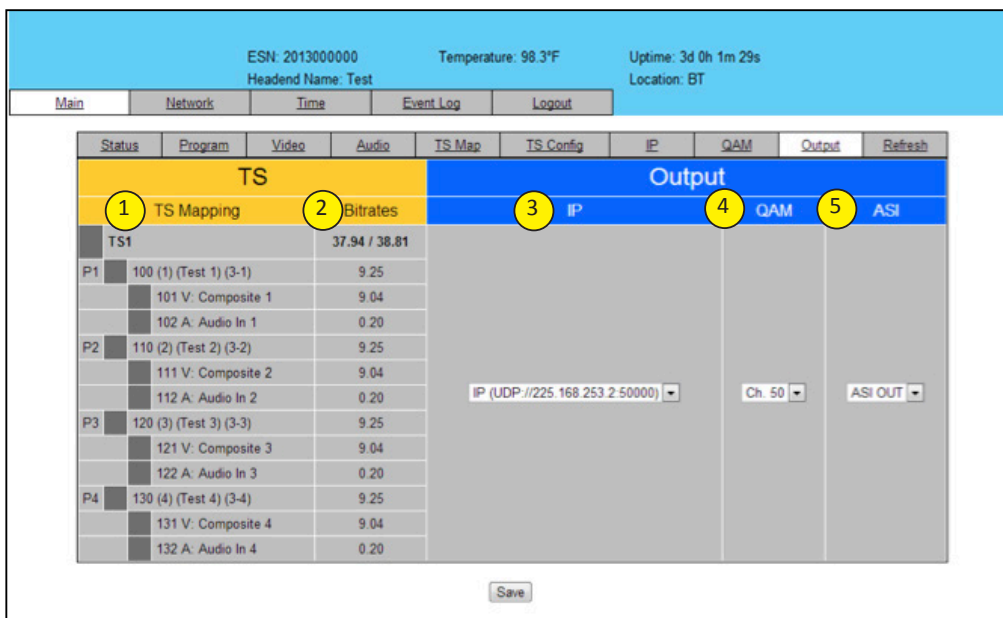 ESN: 2013000000 Temperature: 98.3°F Uptime: 3d 0h 1m 29s
Headend Name: Test Location: BT
Main Network Time Event Log Logout
Status Program Video Audio TS Map TS Config IP QAM Output Refresh
TS Output
1 TS Mapping 2 Bitrates 3 IP 4 QAM 5 ASI
TS1 37.94 / 38.81
P1 100 (1) (Test 1) (3-1) 9.25
101 V: Composite 1 9.04
102 A: Audio In 1 0.20
P2 110 (2) (Test 2) (3-2) 9.25
111 V: Composite 2 9.04
112 A: Audio In 2 0.20 IP (UDP://225.168.253.2:50000) Ch. 50 ASI OUT
P3 120 (3) (Test 3) (3-3) 9.25
121 V: Composite 3 9.04
122 A: Audio In 3 0.20
P4 130 (4) (Test 4) (3-4) 9.25
131 V: Composite 4 9.04
132 A: Audio In 4 0.20
Save